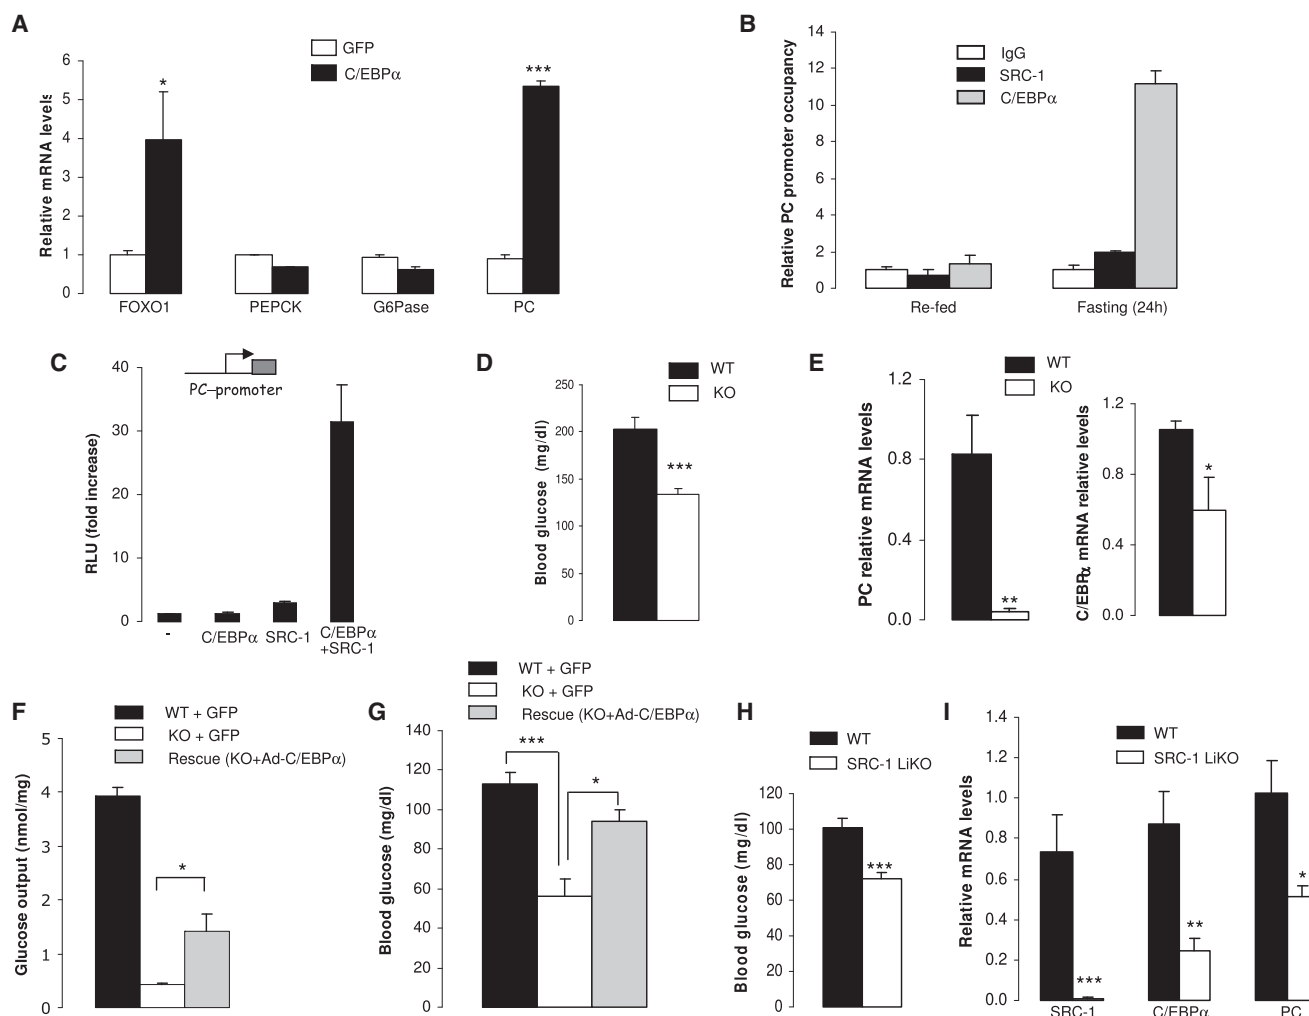 A
GFP
C/EBPα
Relative mRNA levels
6
5
4
3
2
1
0
*
***
FOXO1 PEPCK G6Pase PC
B
IgG
SRC-1
C/EBPα
Relative PC promoter occupancy
14
12
10
8
6
4
2
0
Re-fed Fasting (24h)
C
PC-promoter
RLU (fold increase)
40
30
20
10
0
- C/EBPα SRC-1 C/EBPα
+SRC-1
D
WT
KO
Blood glucose (mg/dl)
250
200
150
100
50
0
***
E
WT
KO
PC relative mRNA levels
1.2
0.8
0.4
0.0
**
C/EBPα mRNA relative levels
1.2
0.8
0.4
0.0
*
F
WT + GFP
KO + GFP
Rescue (KO+Ad-C/EBPα)
Glucose output (nmol/mg)
5
4
3
2
1
0
*
G
WT + GFP
KO + GFP
Rescue (KO+Ad-C/EBPα)
Blood glucose (mg/dl)
140
120
100
80
60
40
20
0
***
*
H
WT
SRC-1 LiKO
Blood glucose (mg/dl)
120
100
80
60
40
20
0
***
I
WT
SRC-1 LiKO
Relative mRNA levels
1.4
1.2
1.0
0.8
0.6
0.4
0.2
0.0
***
**
*
SRC-1 C/EBPα PC